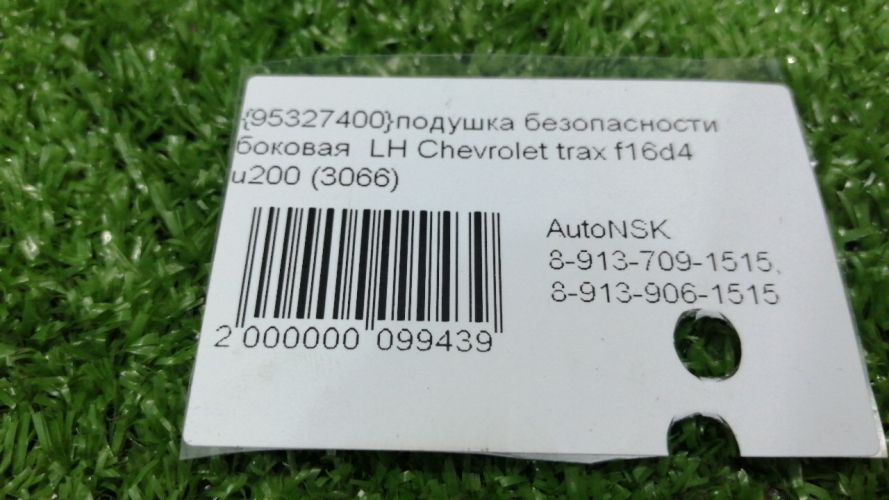 {95327400}подушка безопасности
боковая LH Chevrolet trax f16d4
u200 (3066)
AutoNSK
8-913-709-1515,
8-913-906-1515
2 000000 099439